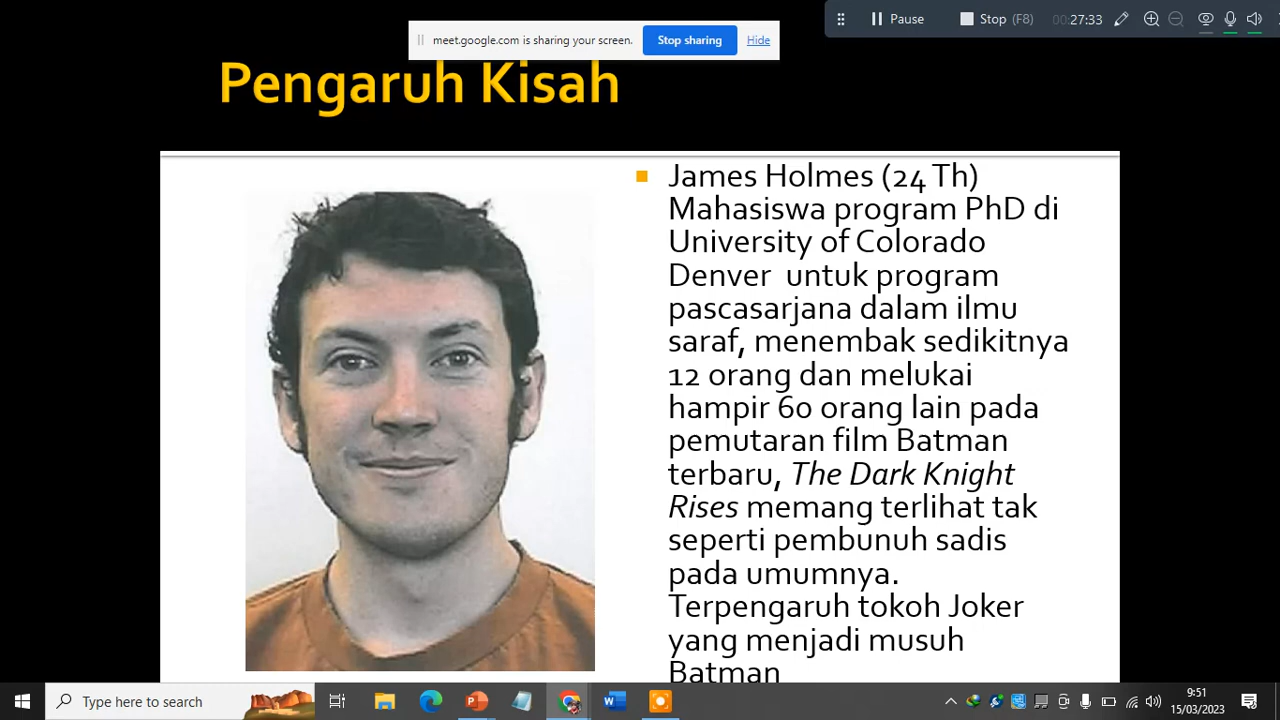 Pause
Stop (F8)
00:27:33
meet.google.com is sharing your screen.
Stop sharing
Hide
Pengaruh Kisah
James Holmes (24 Th)
Mahasiswa program PhD di
University of Colorado
Denver untuk program
pascasarjana dalam ilmu
saraf, menembak sedikitnya
12 orang dan melukai
hampir 60 orang lain pada
pemutaran film Batman
terbaru, The Dark Knight
Rises memang terlihat tak
seperti pembunuh sadis
pada umumnya.
Terpengaruh tokoh Joker
yang menjadi musuh
Batman
Type here to search
9:51
15/03/2023